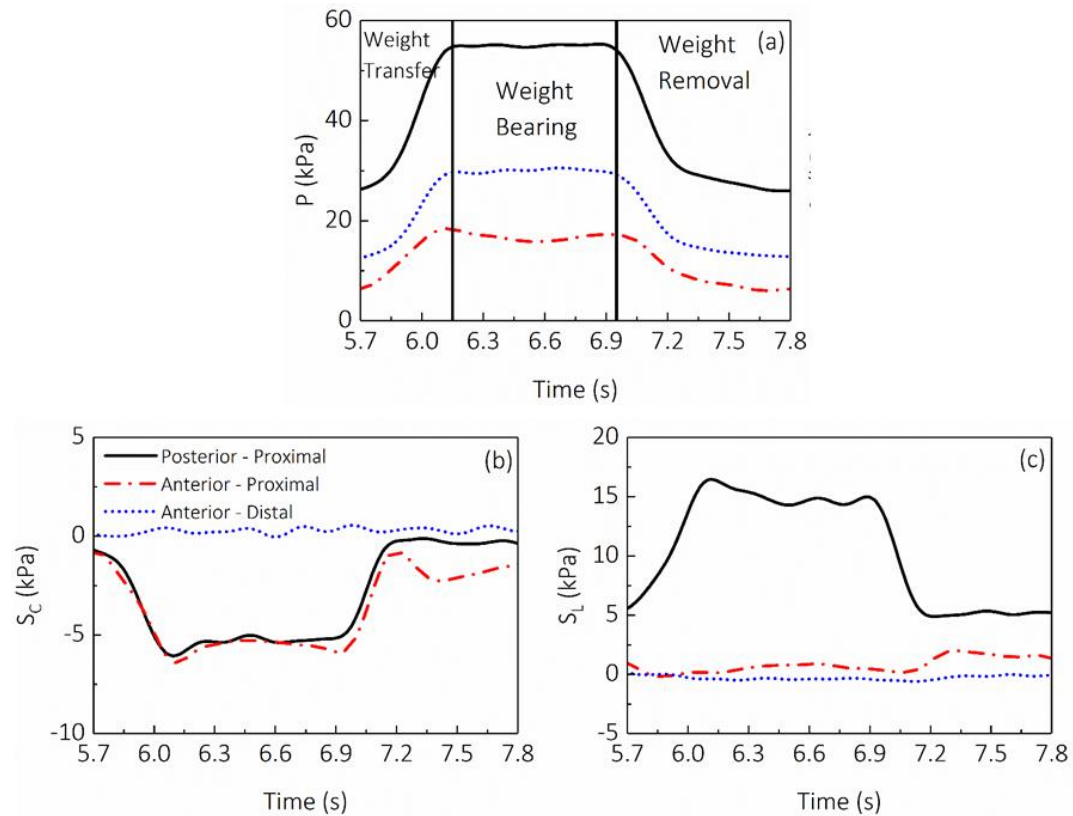 60
Weight
Transfer
Weight
Removal
(a)
Weight
Bearing
40
20
0
P (kPa)
5.7 6.0 6.3 6.6 6.9 7.2 7.5 7.8
Time (s)
5
Posterior - Proximal
Anterior - Proximal
Anterior - Distal
(b)
0
-5
-10
S_C (kPa)
5.7 6.0 6.3 6.6 6.9 7.2 7.5 7.8
Time (s)
20
(c)
15
10
5
0
-5
S_L (kPa)
5.7 6.0 6.3 6.6 6.9 7.2 7.5 7.8
Time (s)